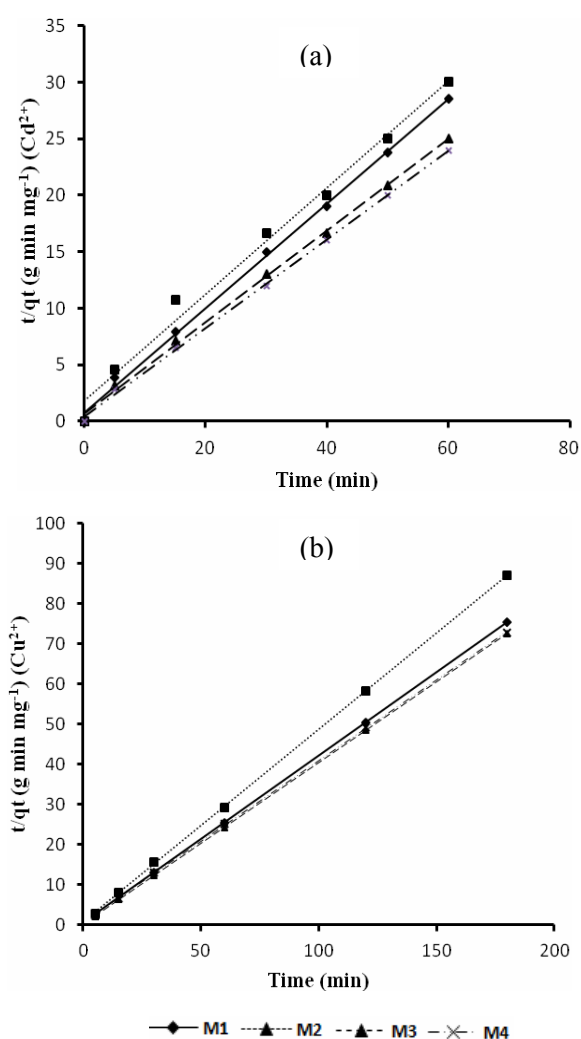 (a)
t/qt (g min mg⁻¹) (Cd²⁺)
35
30
25
20
15
10
5
0
0 20 40 60 80
Time (min)
(b)
t/qt (g min mg⁻¹) (Cu²⁺)
100
90
80
70
60
50
40
30
20
10
0
0 50 100 150 200
Time (min)
M1 M2 M3 M4